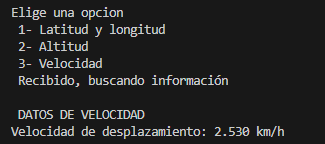 Elige una opcion
1- Latitud y longitud
2- Altitud
3- Velocidad
Recibido, buscando información
DATOS DE VELOCIDAD
Velocidad de desplazamiento: 2.530 km/h